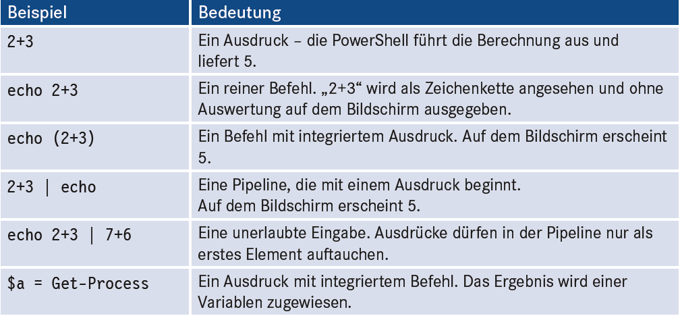 Beispiel Bedeutung
2+3 Ein Ausdruck – die PowerShell führt die Berechnung aus und
liefert 5.
echo 2+3 Ein reiner Befehl. „2+3“ wird als Zeichenkette angesehen und ohne
Auswertung auf dem Bildschirm ausgegeben.
echo (2+3) Ein Befehl mit integriertem Ausdruck. Auf dem Bildschirm erscheint
5.
2+3 | echo Eine Pipeline, die mit einem Ausdruck beginnt.
Auf dem Bildschirm erscheint 5.
echo 2+3 | 7+6 Eine unerlaubte Eingabe. Ausdrücke dürfen in der Pipeline nur als
erstes Element auftauchen.
$a = Get-Process Ein Ausdruck mit integriertem Befehl. Das Ergebnis wird einer
Variablen zugewiesen.